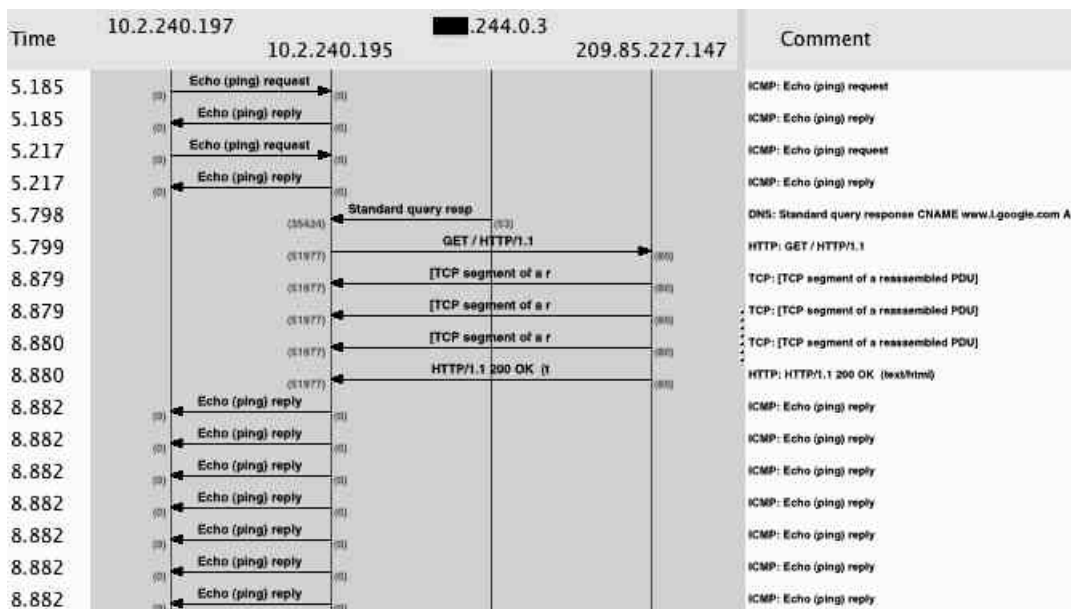 Time 10.2.240.197 .244.0.3 Comment
10.2.240.195 209.85.227.147
5.185 Echo (ping) request ICMP: Echo (ping) request
(0) (0)
5.185 Echo (ping) reply ICMP: Echo (ping) reply
(0) (0)
5.217 Echo (ping) request ICMP: Echo (ping) request
(0) (0)
5.217 Echo (ping) reply ICMP: Echo (ping) reply
(0) (0)
5.798 Standard query resp DNS: Standard query response CNAME www.l.google.com A
(53)
5.799 GET / HTTP/1.1 HTTP: GET / HTTP/1.1
(51977) (80)
8.879 [TCP segment of a r TCP: [TCP segment of a reassembled PDU]
(51977) (80)
8.879 [TCP segment of a r TCP: [TCP segment of a reassembled PDU]
(51977) (80)
8.880 [TCP segment of a r TCP: [TCP segment of a reassembled PDU]
(51977) (80)
8.880 HTTP/1.1 200 OK (t HTTP: HTTP/1.1 200 OK (text/html)
(51977) (80)
8.882 Echo (ping) reply ICMP: Echo (ping) reply
(0) (0)
8.882 Echo (ping) reply ICMP: Echo (ping) reply
(0) (0)
8.882 Echo (ping) reply ICMP: Echo (ping) reply
(0) (0)
8.882 Echo (ping) reply ICMP: Echo (ping) reply
(0) (0)
8.882 Echo (ping) reply ICMP: Echo (ping) reply
(0) (0)
8.882 Echo (ping) reply ICMP: Echo (ping) reply
(0) (0)
8.882 Echo (ping) reply ICMP: Echo (ping) reply
(0) (0)